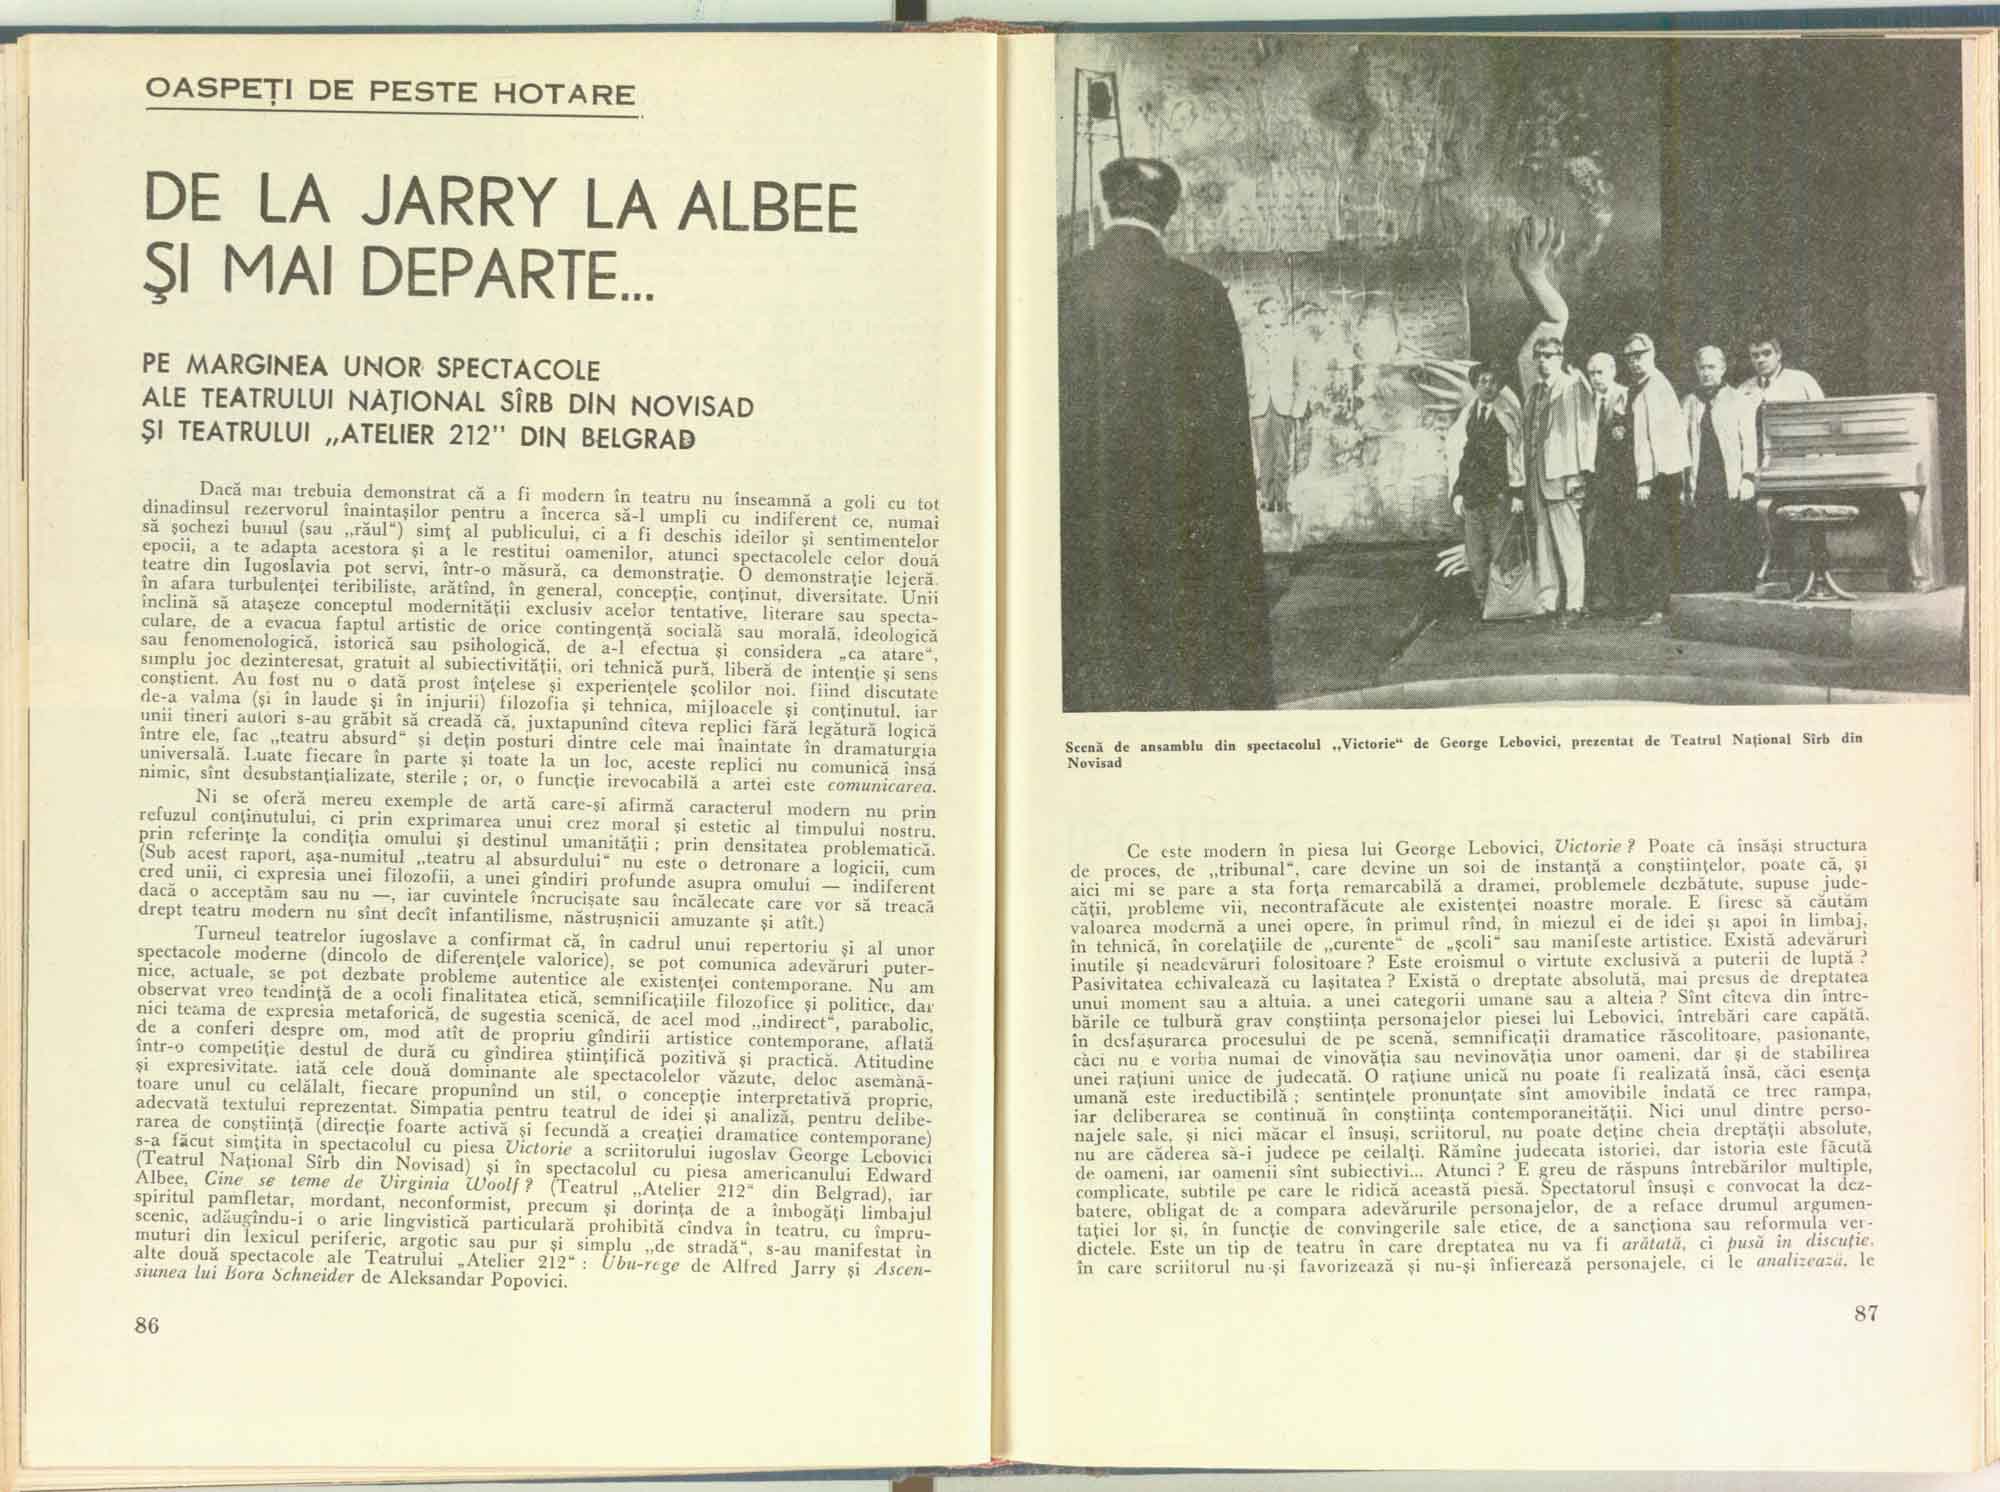 OASPEȚI DE PESTE HOTARE
DE LA JARRY LA ALBEE
ȘI MAI DEPARTE...
PE MARGINEA UNOR SPECTACOLE
ALE TEATRULUI NAȚIONAL SÎRB DIN NOVISAD
ȘI TEATRULUI „ATELIER 212" DIN BELGRAD
Dacă mai trebuia demonstrat că a fi modern în teatru nu înseamnă a goli cu tot
dinadinsul rezervorul înaintașilor pentru a încerca să-l umpli cu indiferent ce, numai
să șochezi bunul (sau „răul“) simț al publicului, ci a fi deschis ideilor și sentimentelor
epocii, a te adapta acestora și a le restitui oamenilor, atunci spectacolele celor două
teatre din Iugoslavia pot servi, într-o măsură, ca demonstrație. O demonstrație lejeră.
în afara turbulenței teribiliste, arătînd, în general, concepție, conținut, diversitate. Unii
înclină să atașeze conceptul modernității exclusiv acelor tentative, literare sau specta-
culare, de a evacua faptul artistic de orice contingență socială sau morală, ideologică
sau fenomenologică, istorică sau psihologică, de a-l efectua și considera „ca atare“,
simplu joc dezinteresat, gratuit al subiectivității, ori tehnică pură, liberă de intenție și sens
conștient. Au fost nu o dată prost înțelese și experiențele școlilor noi, fiind discutate
de-a valma (și în laude și în injurii) filozofia și tehnica, mijloacele și conținutul, iar
unii tineri autori s-au grăbit să creadă că, juxtapunînd cîteva replici fără legătură logică
între ele, fac „teatru absurd“ și dețin posturi dintre cele mai înaintate în dramaturgia
universală. Luate fiecare în parte și toate la un loc, aceste replici nu comunică însă
nimic, sînt desubstanțializate, sterile ; or, o funcție irevocabilă a artei este comunicarea.
Ni se oferă mereu exemple de artă care-și afirmă caracterul modern nu prin
refuzul conținutului, ci prin exprimarea unui crez moral și estetic al timpului nostru,
prin referințe la condiția omului și destinul umanității ; prin densitatea problematică.
(Sub acest raport, așa-numitul „teatru al absurdului“ nu este o detronare a logicii, cum
cred unii, ci expresia unei filozofii, a unei gîndiri profunde asupra omului — indiferent
dacă o acceptăm sau nu —, iar cuvintele încrucișate sau încălecate care vor să treacă
drept teatru modern nu sînt decît infantilisme, năstrușnicii amuzante și atît.)
Turneul teatrelor iugoslave a confirmat că, în cadrul unui repertoriu și al unor
spectacole moderne (dincolo de diferențele valorice), se pot comunica adevăruri puter-
nice, actuale, se pot dezbate probleme autentice ale existenței contemporane. Nu am
observat vreo tendință de a ocoli finalitatea etică, semnificațiile filozofice și politice, dar
nici teama de expresia metaforică, de sugestia scenică, de acel mod „indirect“, parabolic,
de a conferi despre om, mod atît de propriu gîndirii artistice contemporane, aflată
într-o competiție destul de dură cu gîndirea științifică pozitivă și practică. Atitudine
și expresivitate. iată cele două dominante ale spectacolelor văzute, deloc asemănă-
toare unul cu celălalt, fiecare propunînd un stil, o concepție interpretativă proprie,
adecvată textului reprezentat. Simpatia pentru teatrul de idei și analiză, pentru delibe-
rarea de conștiință (direcție foarte activă și fecundă a creației dramatice contemporane)
s-a făcut simțita in spectacolul cu piesa Victorie a scriitorului iugoslav George Lebovici
(Teatrul Național Sîrb din Novisad) și în spectacolul cu piesa americanului Edward
Albee, Cine se teme de Virginia Woolf ? (Teatrul „Atelier 212“ din Belgrad), iar
spiritul pamfletar, mordant, neconformist, precum și dorința de a îmbogăți limbajul
scenic, adăugîndu-i o arie lingvistică particulară prohibită cîndva în teatru, cu împru-
muturi din lexicul periferic, argotic sau pur și simplu „de stradă“, s-au manifestat în
alte două spectacole ale Teatrului „Atelier 212“ : Ubu-rege de Alfred Jarry și Ascen-
siunea lui Bora Schneider de Aleksandar Popovici.
86
Scenă de ansamblu din spectacolul „Victorie“ de George Lebovici, prezentat de Teatrul Național Sîrb din
Novisad
Ce este modern în piesa lui George Lebovici, Victorie ? Poate că însăși structura
de proces, de „tribunal“, care devine un soi de instanță a conștiințelor, poate că, și
aici mi se pare a sta forța remarcabilă a dramei, problemele dezbătute, supuse jude-
cății, probleme vii, necontrafăcute ale existenței noastre morale. E firesc să căutăm
valoarea modernă a unei opere, în primul rînd, în miezul ei de idei și apoi în limbaj,
în tehnică, în corelațiile de „curente“ de „școli“ sau manifeste artistice. Există adevăruri
inutile și neadevăruri folositoare ? Este eroismul o virtute exclusivă a puterii de luptă ?
Pasivitatea echivalează cu lașitatea ? Există o dreptate absolută, mai presus de dreptatea
unui moment sau a altuia, a unei categorii umane sau a alteia ? Sînt cîteva din între-
bările ce tulbură grav conștiința personajelor piesei lui Lebovici, întrebări care capătă,
în desfășurarea procesului de pe scenă, semnificații dramatice răscolitoare, pasionante,
căci nu e vorba numai de vinovăția sau nevinovăția unor oameni, dar și de stabilirea
unei rațiuni unice de judecată. O rațiune unică nu poate fi realizată însă, căci esența
umană este ireductibilă ; sentințele pronunțate sînt amovibile îndată ce trec rampa,
iar deliberarea se continuă în conștiința contemporaneității. Nici unul dintre perso-
najele sale, și nici măcar el însuși, scriitorul, nu poate deține cheia dreptății absolute,
nu are căderea să-i judece pe ceilalți. Rămîne judecata istoriei, dar istoria este făcută
de oameni, iar oamenii sînt subiectivi... Atunci ? E greu de răspuns întrebărilor multiple,
complicate, subtile pe care le ridică această piesă. Spectatorul însuși e convocat la dez-
batere, obligat de a compara adevărurile personajelor, de a reface drumul argumen-
tației lor și, în funcție de convingerile sale etice, de a sancționa sau reformula ver-
dictele. Este un tip de teatru în care dreptatea nu va fi arătată, ci pusă în discuție,
în care scriitorul nu-și favorizează și nu-și înfierează personajele, ci le analizează, le
87